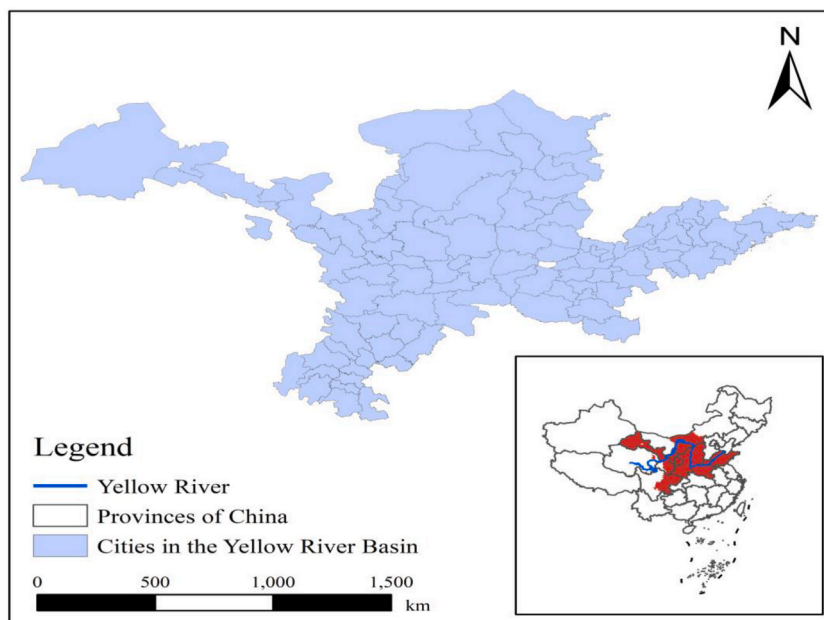 N
Legend
Yellow River
Provinces of China
Cities in the Yellow River Basin
0 500 1,000 1,500
km